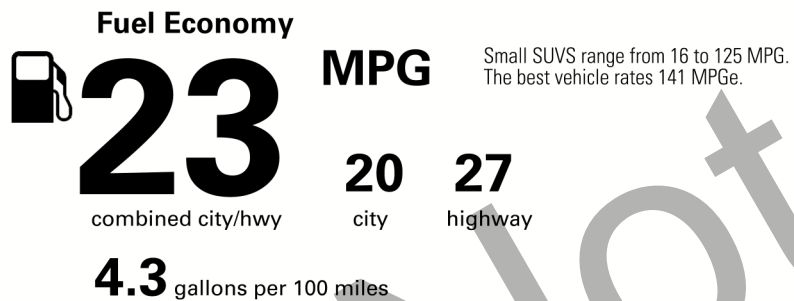 Fuel Economy
23 MPG
Small SUVS range from 16 to 125 MPG.
The best vehicle rates 141 MPGe.
20 27
combined city/hwy city highway
4.3 gallons per 100 miles
Not